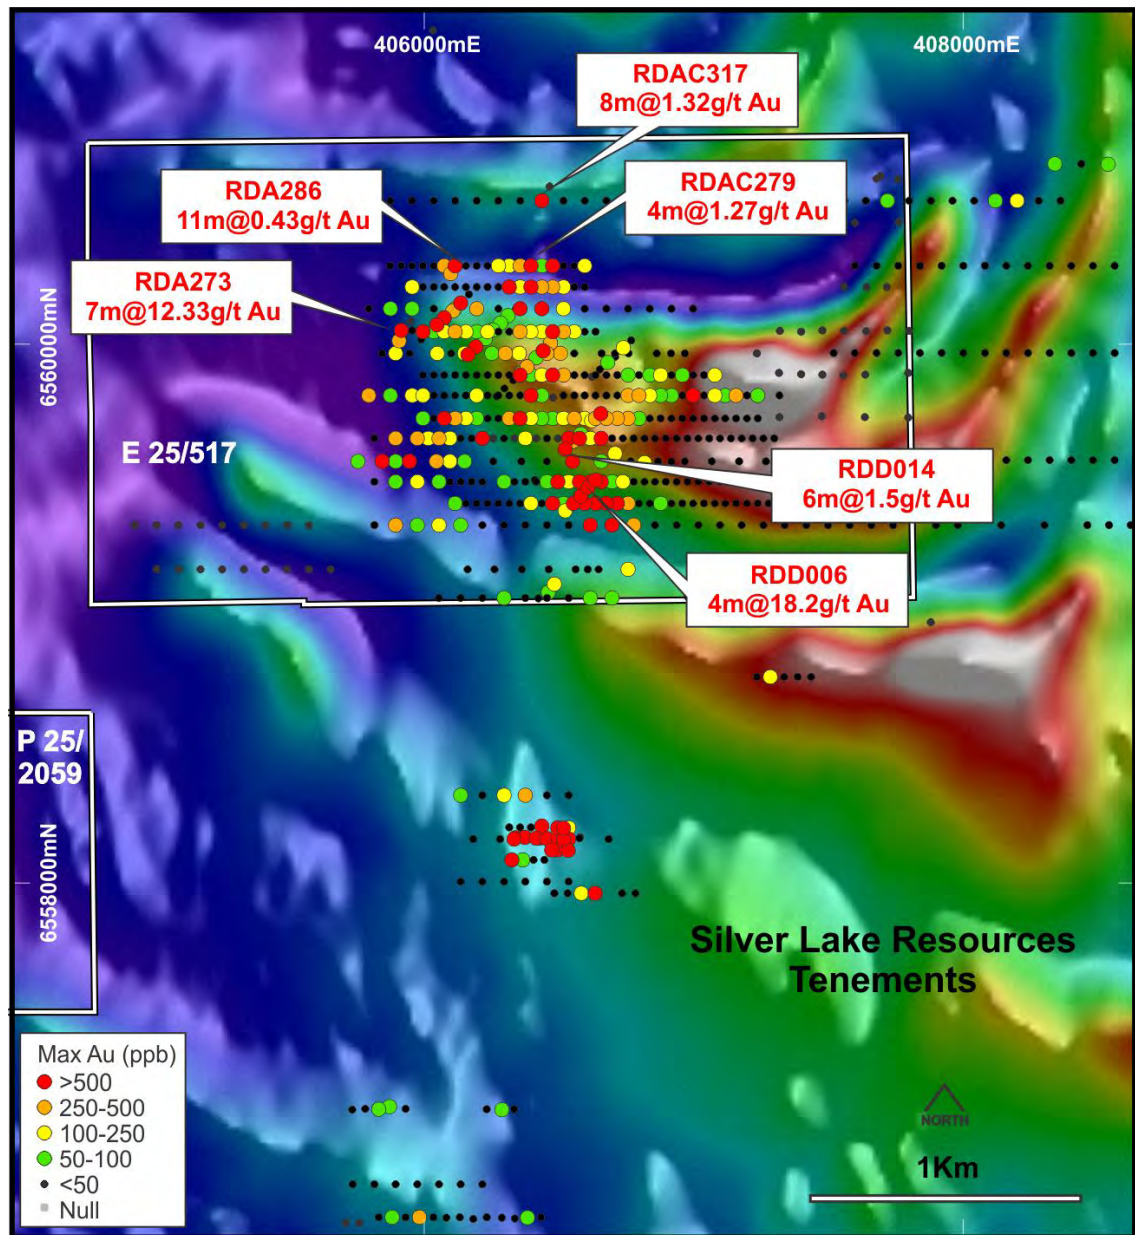 406000mE
408000mE
RDAC317
8m@1.32g/t Au
RDA286
11m@0.43g/t Au
RDAC279
4m@1.27g/t Au
RDA273
7m@12.33g/t Au
6560000mN
E 25/517
RDD014
6m@1.5g/t Au
RDD006
4m@18.2g/t Au
P 25/
2059
6558000mN
Silver Lake Resources
Tenements
Max Au (ppb)
>500
250-500
100-250
50-100
<50
Null
NORTH
1Km